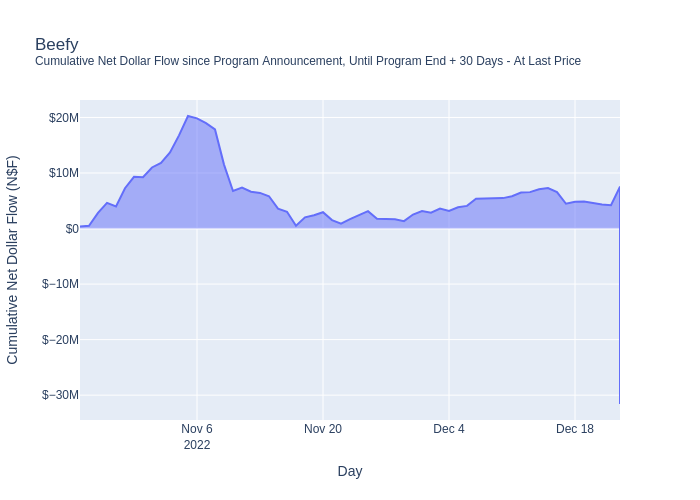 Beefy
Cumulative Net Dollar Flow since Program Announcement, Until Program End + 30 Days - At Last Price
Cumulative Net Dollar Flow (N$F)
$20M
$10M
$0
$−10M
$−20M
$−30M
Nov 6
2022
Nov 20
Dec 4
Dec 18
Day